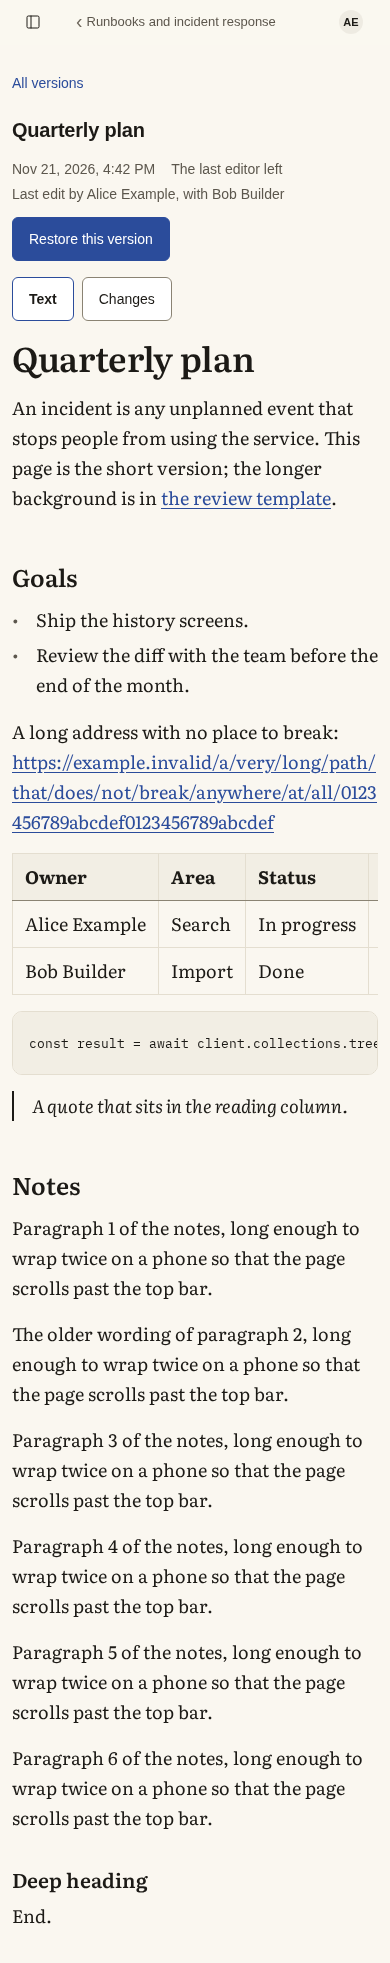 Runbooks and incident response
AE
All versions
Quarterly plan
Nov 21, 2026, 4:42 PM The last editor left
Last edit by Alice Example, with Bob Builder
Restore this version
Text Changes
Quarterly plan
An incident is any unplanned event that
stops people from using the service. This
page is the short version; the longer
background is in the review template.
Goals
• Ship the history screens.
• Review the diff with the team before the
end of the month.
A long address with no place to break:
https://example.invalid/a/very/long/path/
that/does/not/break/anywhere/at/all/0123
456789abcdef0123456789abcdef
Owner Area Status
Alice Example Search In progress
Bob Builder Import Done
const result = await client.collections.tree
A quote that sits in the reading column.
Notes
Paragraph 1 of the notes, long enough to
wrap twice on a phone so that the page
scrolls past the top bar.
The older wording of paragraph 2, long
enough to wrap twice on a phone so that
the page scrolls past the top bar.
Paragraph 3 of the notes, long enough to
wrap twice on a phone so that the page
scrolls past the top bar.
Paragraph 4 of the notes, long enough to
wrap twice on a phone so that the page
scrolls past the top bar.
Paragraph 5 of the notes, long enough to
wrap twice on a phone so that the page
scrolls past the top bar.
Paragraph 6 of the notes, long enough to
wrap twice on a phone so that the page
scrolls past the top bar.
Deep heading
End.